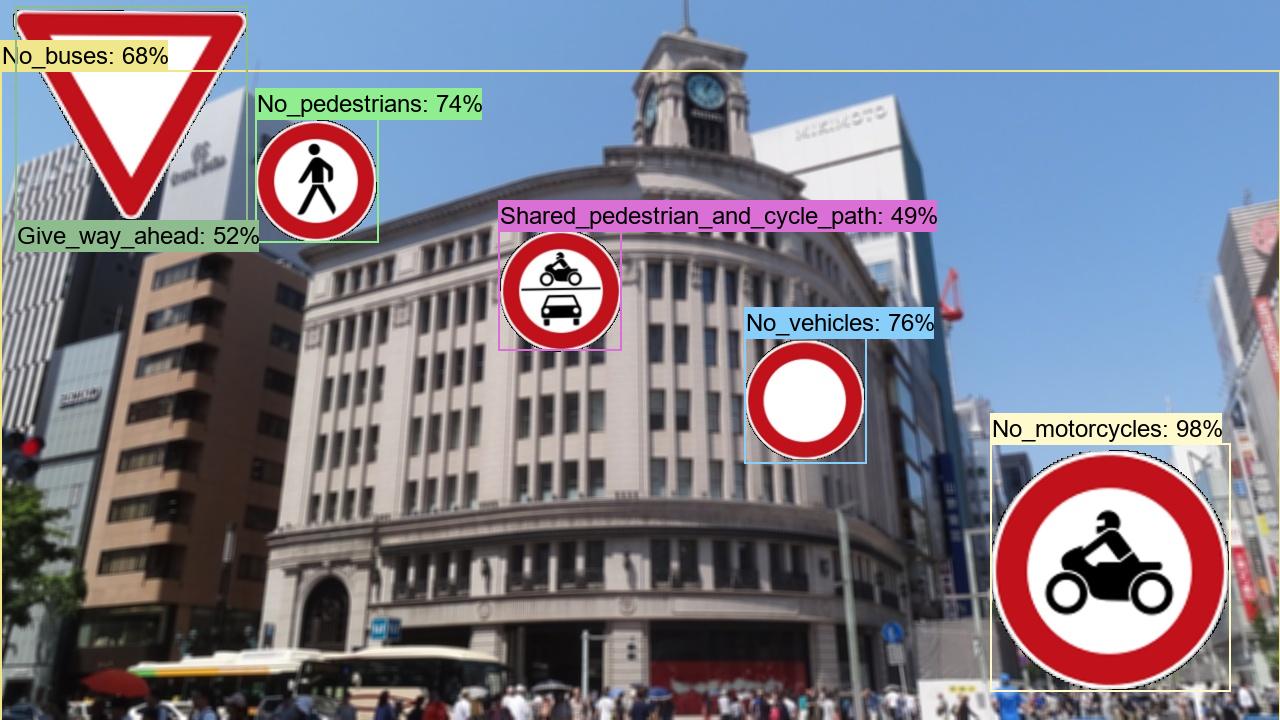 No_buses: 68%
No_pedestrians: 74%
MIKIMOTO
Shared_pedestrian_and_cycle_path: 49%
Give_way_ahead: 52%
No_vehicles: 76%
No_motorcycles: 98%